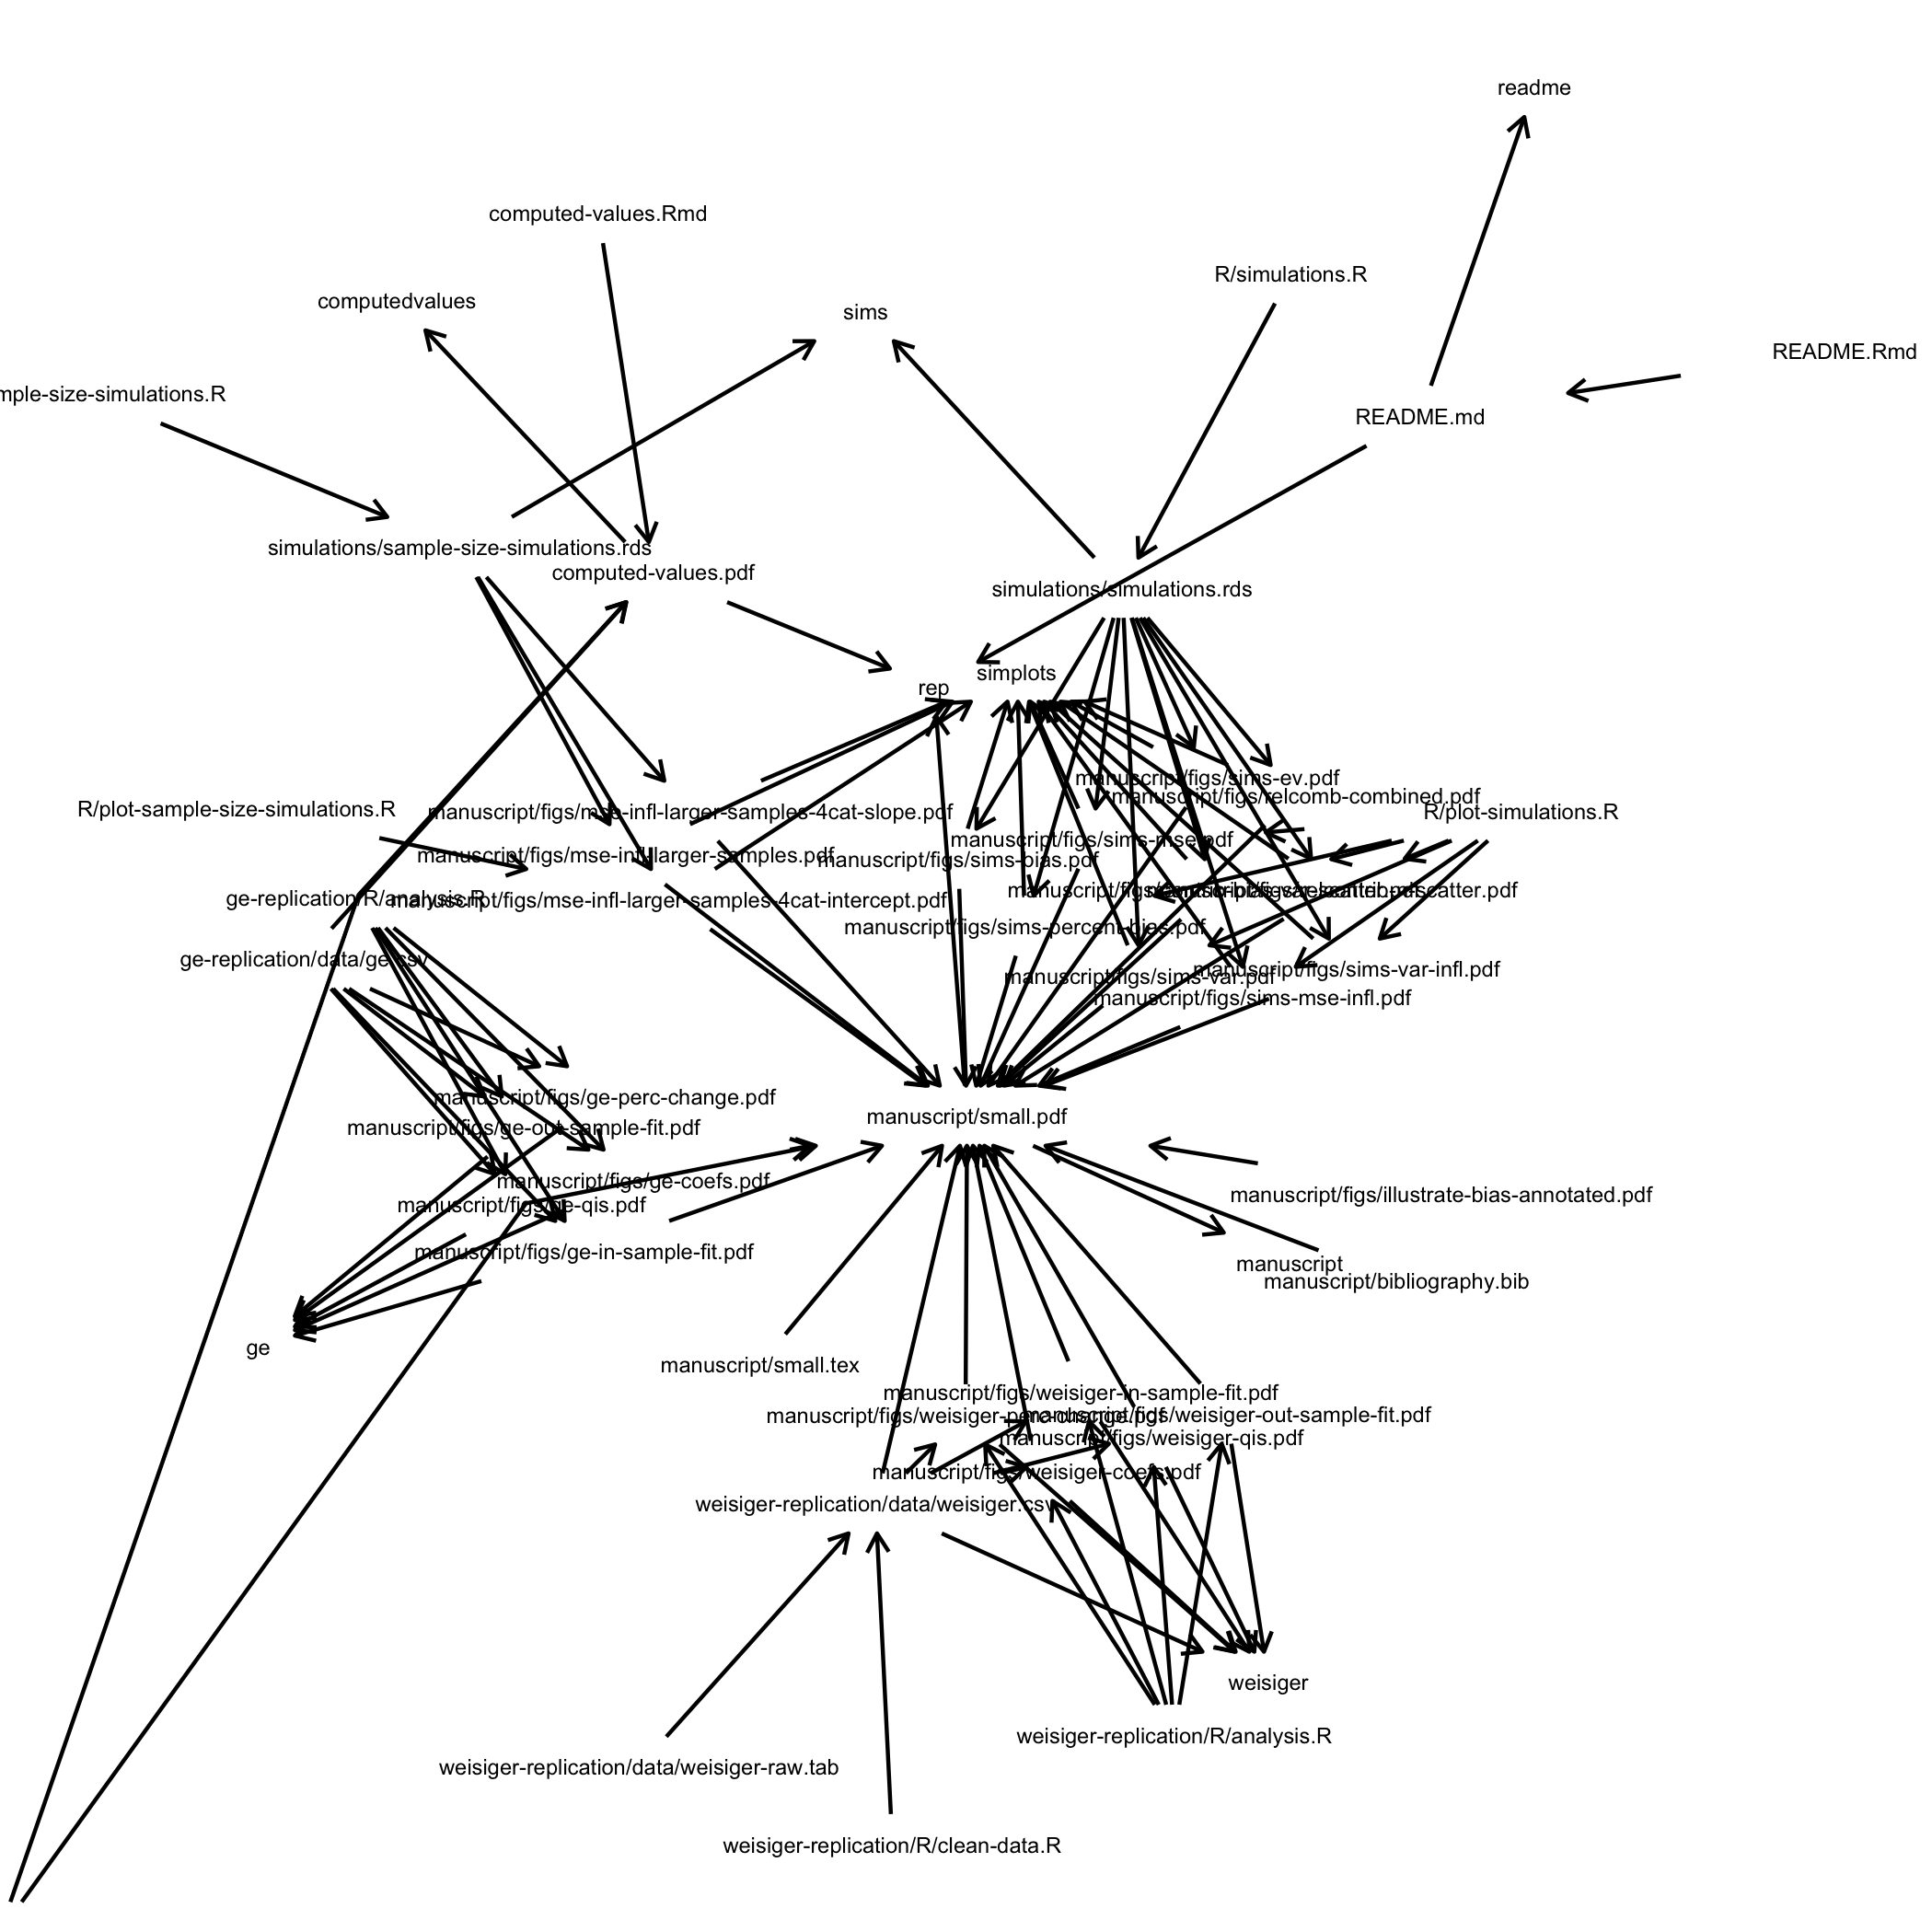 readme
computed-values.Rmd
R/simulations.R
computedvalues
sims
README.Rmd
mple-size-simulations.R
README.md
simulations/sample-size-simulations.rds
computed-values.pdf
simulations/simulations.rds
simplots
rep
manuscript/figs/sims-ev.pdf
manuscript/figs/relcomb-combined.pdf
R/plot-sample-size-simulations.R
manuscript/figs/mse-infl-larger-samples-4cat-slope.pdf
R/plot-simulations.R
manuscript/figs/sims-mse.pdf
manuscript/figs/mse-infl-larger-samples.pdf
manuscript/figs/sims-bias.pdf
ge-replication/R/analysis.R
manuscript/figs/mse-infl-larger-samples-4cat-intercept.pdf
manuscript/figs/sims-percent-bias.pdf
ge-replication/data/ge.csv
manuscript/figs/sims-var.pdf
manuscript/figs/sims-var-infl.pdf
manuscript/figs/sims-mse-infl.pdf
manuscript/figs/ge-perc-change.pdf
manuscript/small.pdf
manuscript/figs/ge-out-sample-fit.pdf
manuscript/figs/ge-coefs.pdf
manuscript/figs/illustrate-bias-annotated.pdf
manuscript/figs/ge-qis.pdf
manuscript/figs/ge-in-sample-fit.pdf
manuscript
manuscript/bibliography.bib
ge
manuscript/small.tex
manuscript/figs/weisiger-in-sample-fit.pdf
manuscript/figs/weisiger-perc-change.pdf
manuscript/figs/weisiger-out-sample-fit.pdf
manuscript/figs/weisiger-qis.pdf
manuscript/figs/weisiger-coefs.pdf
weisiger-replication/data/weisiger.csv
weisiger
weisiger-replication/R/analysis.R
weisiger-replication/data/weisiger-raw.tab
weisiger-replication/R/clean-data.R